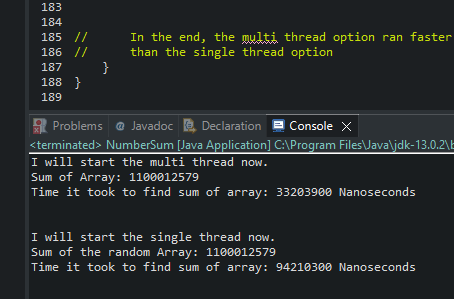 183
184
185 // In the end, the multi thread option ran faster
186 // than the single thread option
187 }
188 }
189
Problems @ Javadoc Declaration Console
<terminated> NumberSum [Java Application] C:\Program Files\Java\jdk-13.0.2\b
I will start the multi thread now.
Sum of Array: 1100012579
Time it took to find sum of array: 33203900 Nanoseconds
I will start the single thread now.
Sum of the random Array: 1100012579
Time it took to find sum of array: 94210300 Nanoseconds